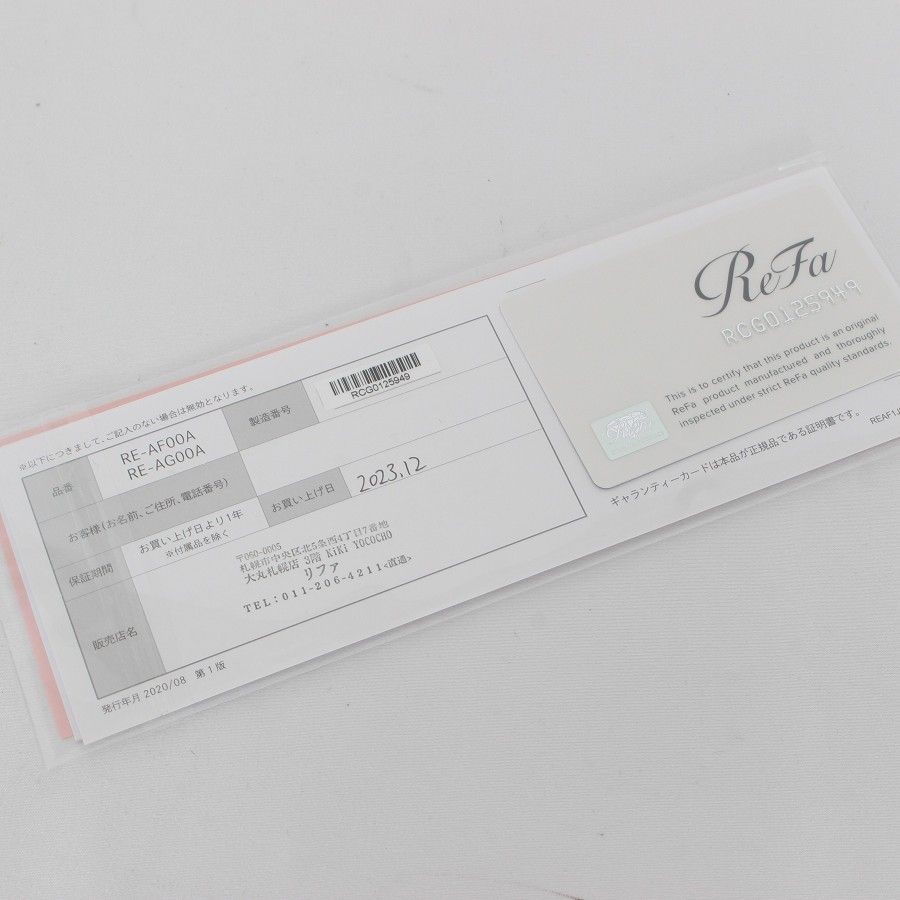 ※以下につきまして、ご記入のない場合は無効となります。
品番
RE-AF00A
RE-AG00A
製造番号
RCG0125949
お客様(お名前、ご住所、電話番号)
保証期間
お買い上げ日より1年
※付属品を除く
お買い上げ日
2023.12
販売店名
〒060-0005
札幌市中央区北5条西4丁目7番地
大丸札幌店 3階 KiKi YOCOCHO
リファ
TEL:011-206-4211<直通>
発行年月 2020/08 第1版
ReFa
RCG0125949
This is to certify that this product is an original
ReFa product manufactured and thoroughly
inspected under strict ReFa quality standards.
ギャランティーカードは本品が正規品である証明書です。